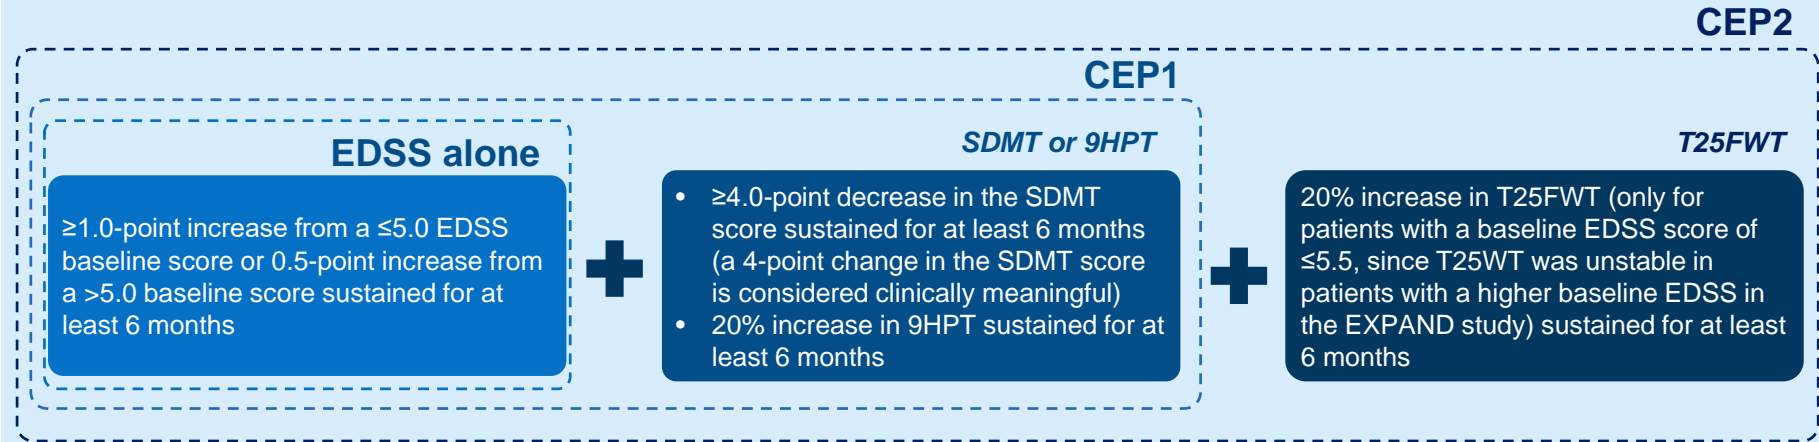 CEP2
CEP1
EDSS alone
≥1.0-point increase from a ≤5.0 EDSS
baseline score or 0.5-point increase from
a >5.0 baseline score sustained for at
least 6 months
SDMT or 9HPT
• ≥4.0-point decrease in the SDMT
score sustained for at least 6 months
(a 4-point change in the SDMT score
is considered clinically meaningful)
• 20% increase in 9HPT sustained for at
least 6 months
T25FWT
20% increase in T25FWT (only for
patients with a baseline EDSS score of
≤5.5, since T25WT was unstable in
patients with a higher baseline EDSS in
the EXPAND study) sustained for at least
6 months